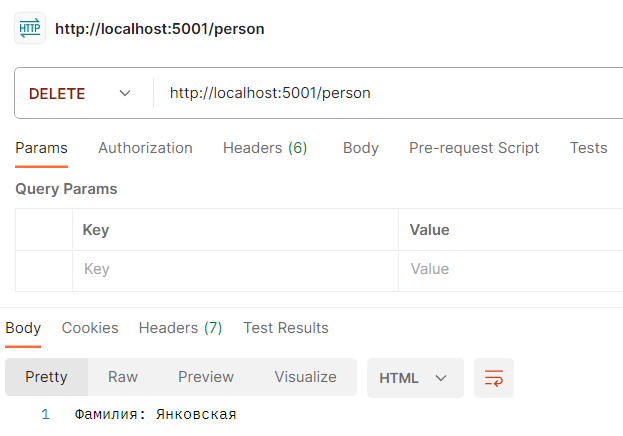 HTTP http://localhost:5001/person
DELETE http://localhost:5001/person
Params Authorization Headers (6) Body Pre-request Script Tests
Query Params
Key Value
Key Value
Body Cookies Headers (7) Test Results
Pretty Raw Preview Visualize HTML
1 Фамилия: Янковская